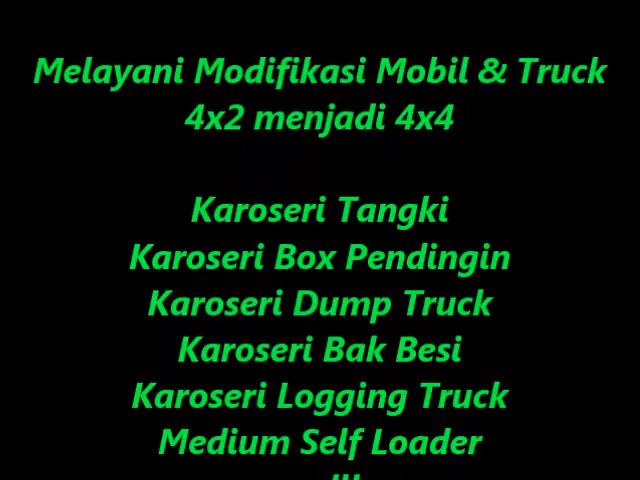 Melayani Modifikasi Mobil & Truck
4x2 menjadi 4x4
Karoseri Tangki
Karoseri Box Pendingin
Karoseri Dump Truck
Karoseri Bak Besi
Karoseri Logging Truck
Medium Self Loader